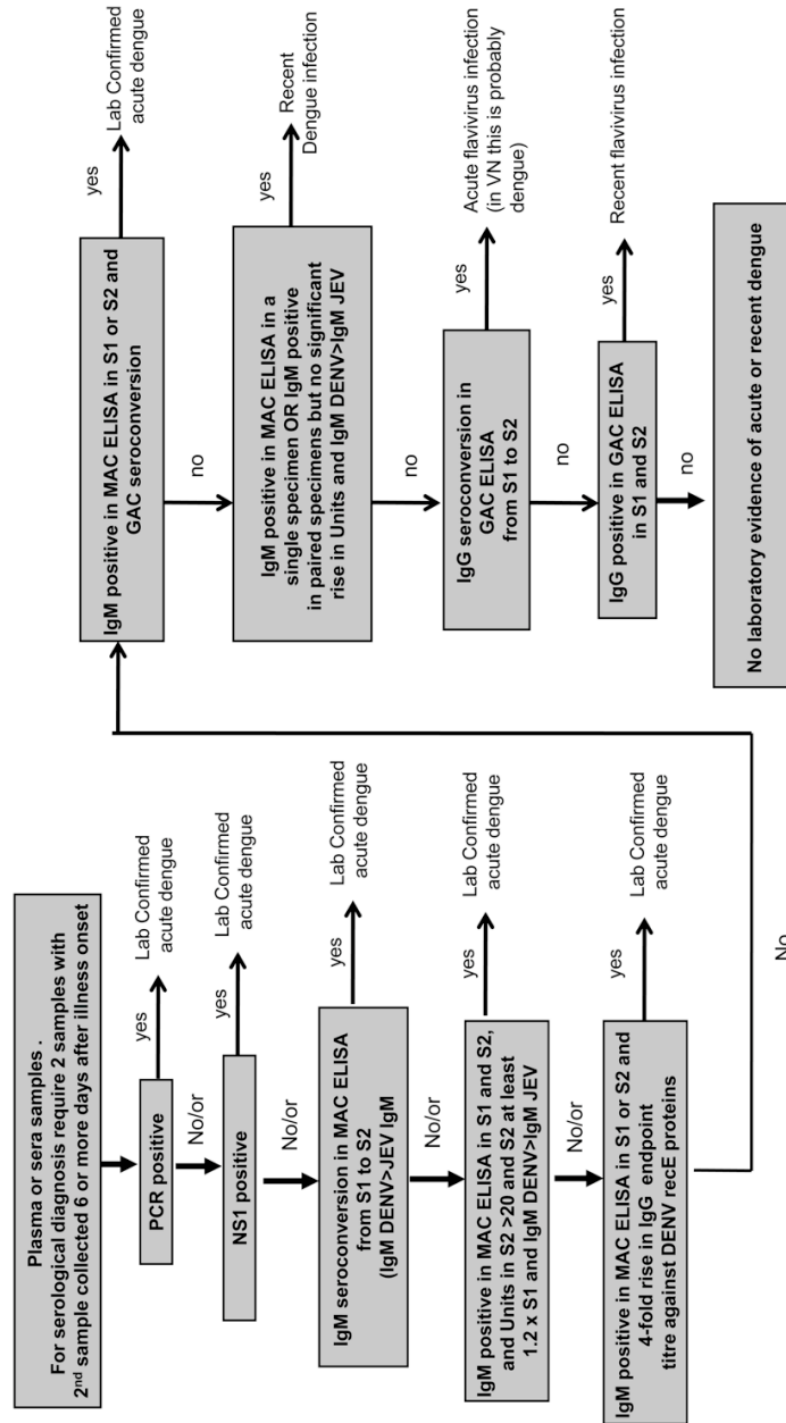 Plasma or sera samples .
For serological diagnosis require 2 samples with
2nd sample collected 6 or more days after illness onset
PCR positive
yes
Lab Confirmed
acute dengue
No/or
NS1 positive
yes
Lab Confirmed
acute dengue
No/or
IgM seroconversion in MAC ELISA
from S1 to S2
(IgM DENV>JEV IgM
yes
Lab Confirmed
acute dengue
No/or
IgM positive in MAC ELISA in S1 and S2,
and Units in S2 >20 and S2 at least
1.2 x S1 and IgM DENV>IgM JEV
yes
Lab Confirmed
acute dengue
No/or
IgM positive in MAC ELISA in S1 or S2 and
4-fold rise in IgG endpoint
titre against DENV recE proteins
yes
Lab Confirmed
acute dengue
No
IgM positive in MAC ELISA in S1 or S2 and
GAC seroconversion
yes
Lab Confirmed
acute dengue
no
IgM positive in MAC ELISA in a
single specimen OR IgM positive
in paired specimens but no significant
rise in Units and IgM DENV>IgM JEV
yes
Recent
Dengue infection
no
IgG seroconversion in
GAC ELISA
from S1 to S2
yes
Acute flavivirus infection
(in VN this is probably
dengue)
no
IgG positive in GAC ELISA
in S1 and S2
yes
Recent flavivirus infection
no
No laboratory evidence of acute or recent dengue